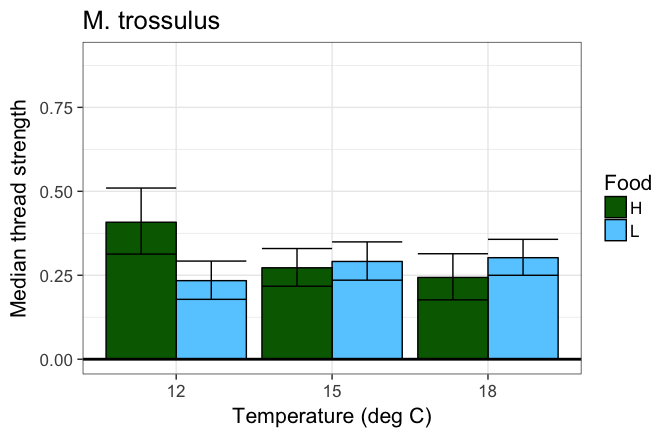 M. trossulus
Median thread strength
0.75
0.50
0.25
0.00
12
15
18
Temperature (deg C)
Food
H
L